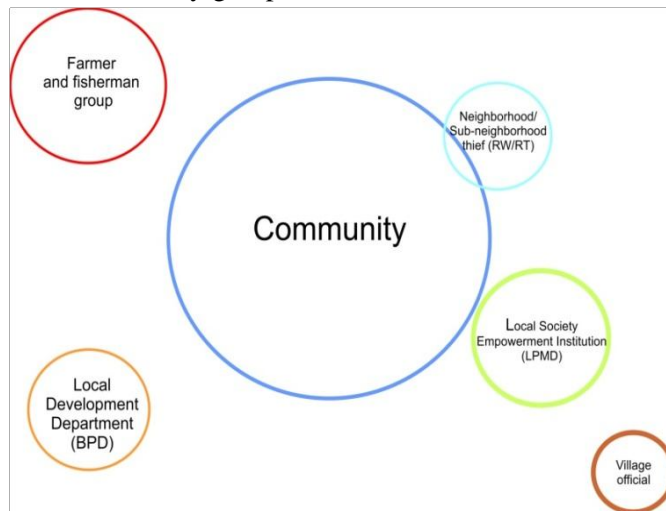 Farmer
and fisherman
group
Neighborhood/
Sub-neighborhood
thief (RW/RT)
Community
Local Society
Empowerment Institution
(LPMD)
Local
Development
Department
(BPD)
Village
official